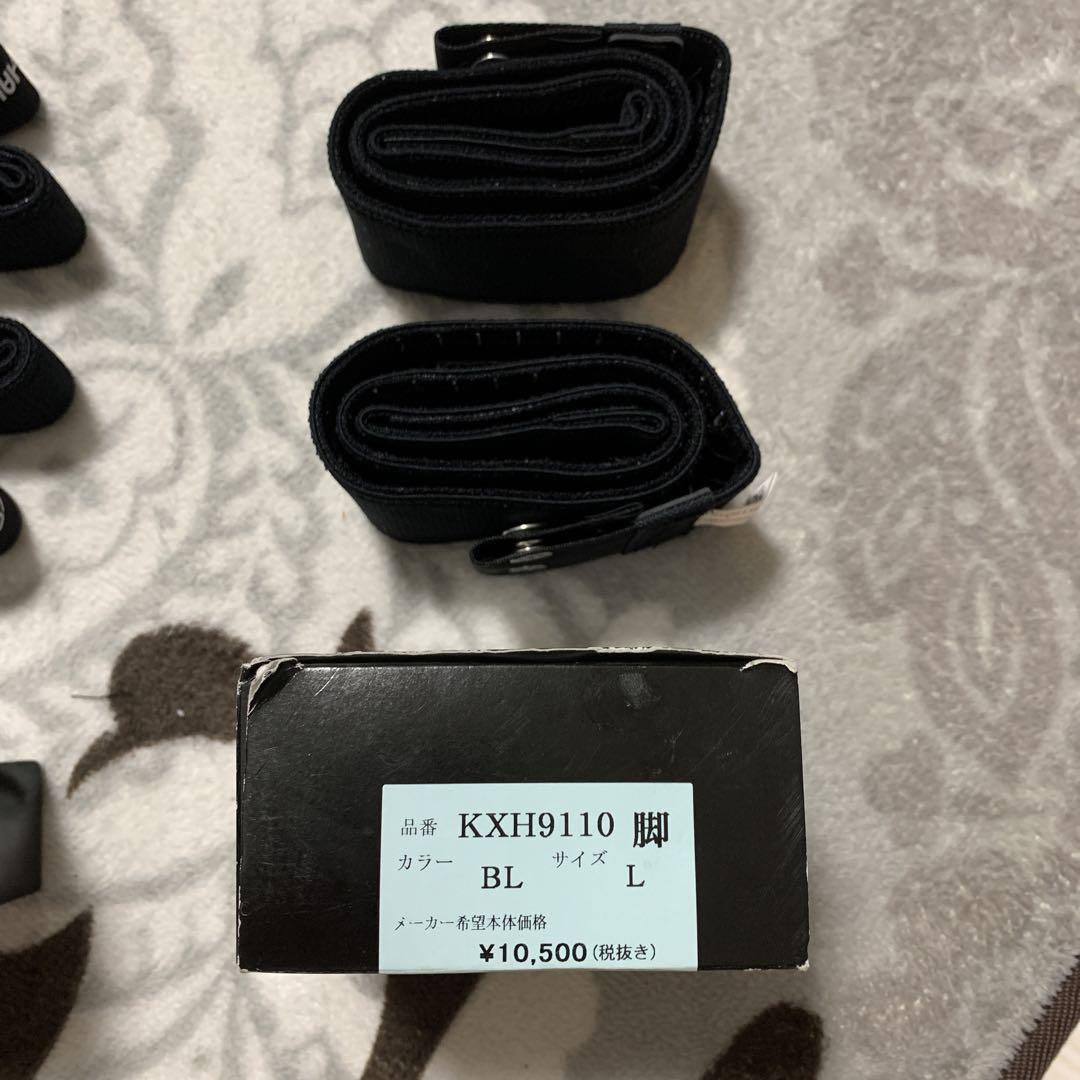 品番 KXH9110 脚
カラー BL サイズ L
メーカー希望本体価格
¥10,500(税抜き)